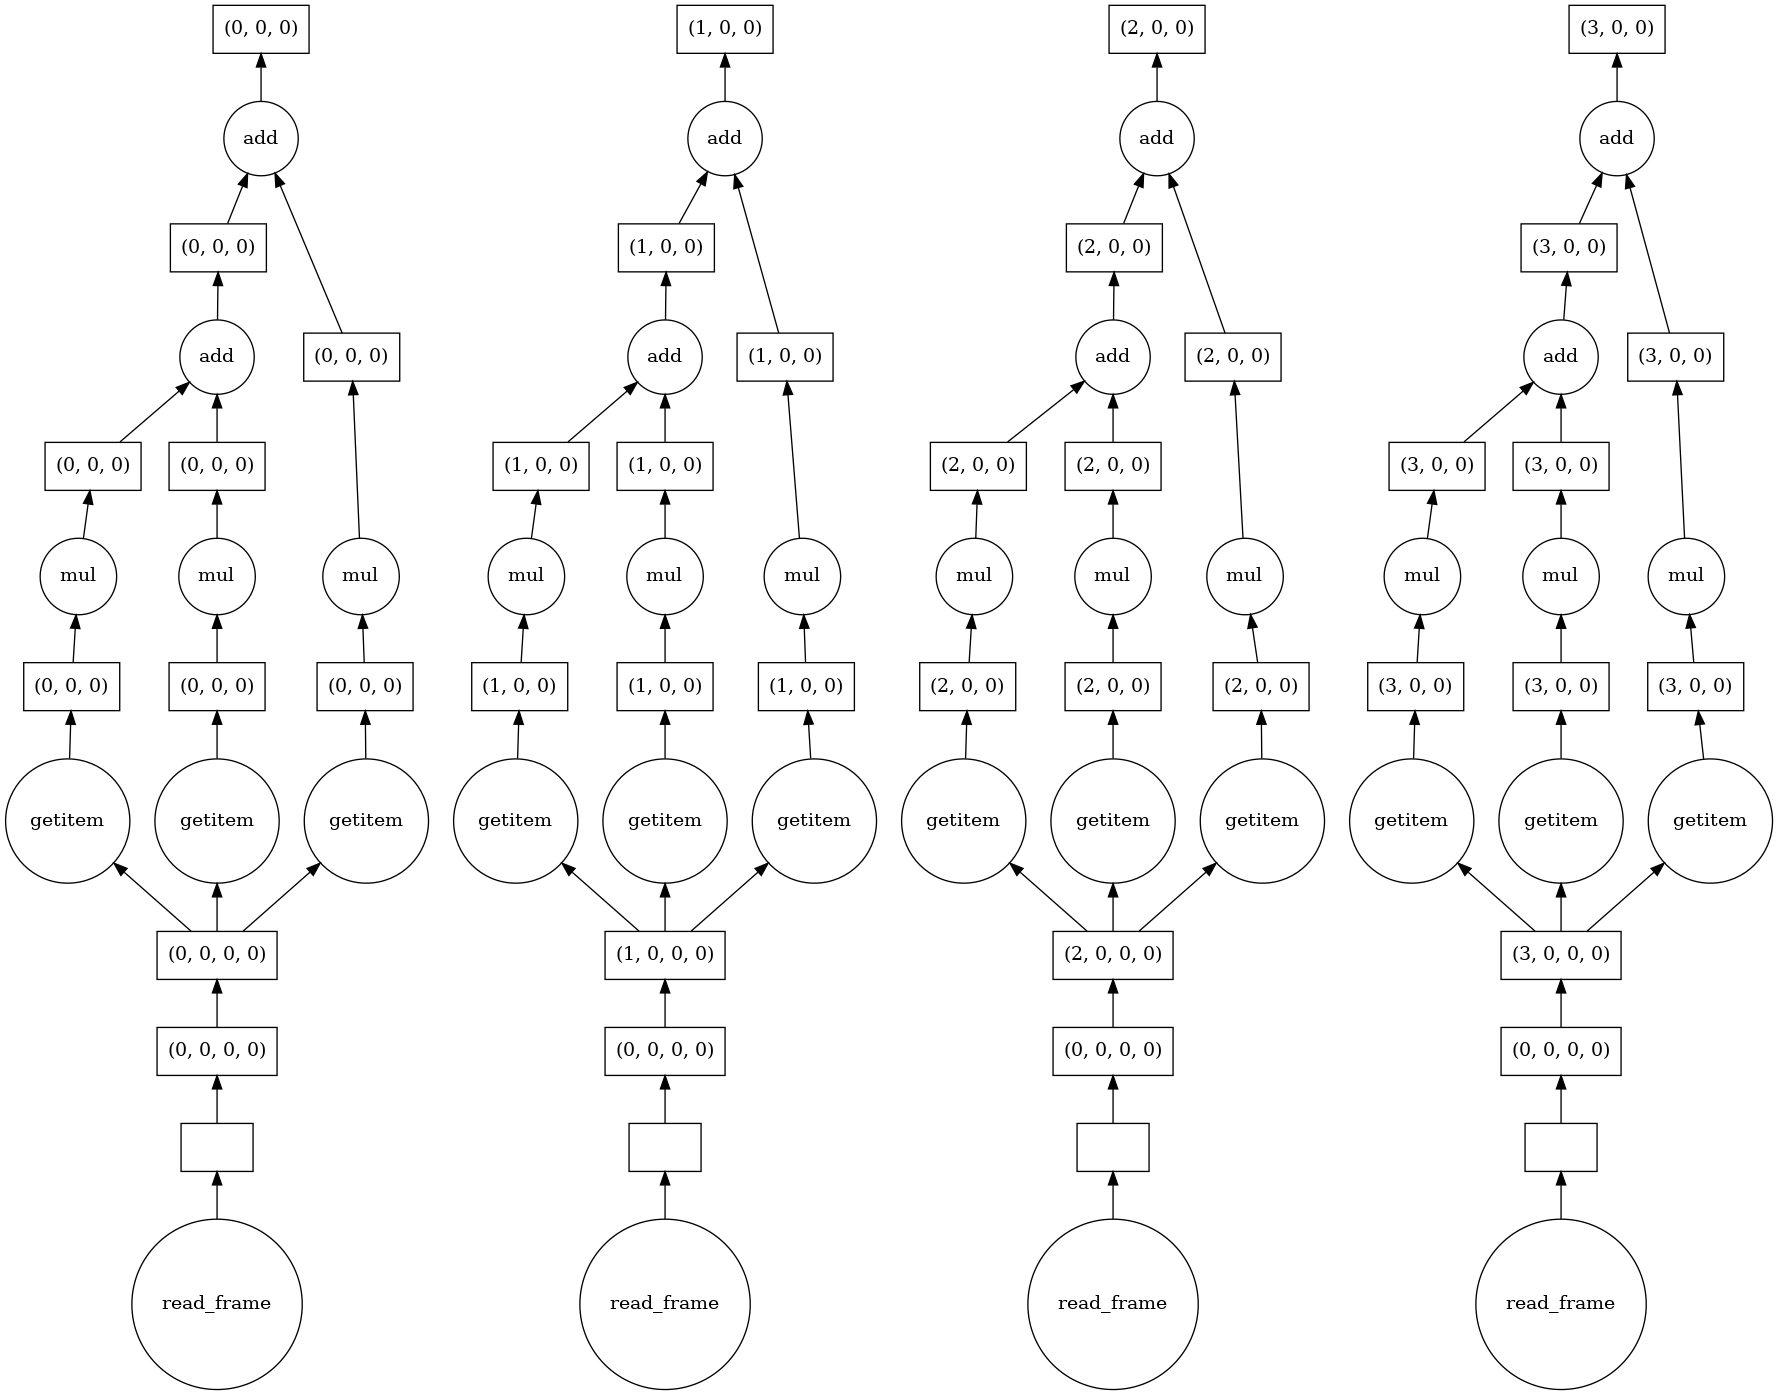 (0, 0, 0) (1, 0, 0) (2, 0, 0) (3, 0, 0)
add add add add
(0, 0, 0) (1, 0, 0) (2, 0, 0) (3, 0, 0)
add (0, 0, 0) add (1, 0, 0) add (2, 0, 0) add (3, 0, 0)
(0, 0, 0) (0, 0, 0) (1, 0, 0) (1, 0, 0) (2, 0, 0) (2, 0, 0) (3, 0, 0) (3, 0, 0)
mul mul mul mul mul mul mul mul mul mul mul mul
(0, 0, 0) (0, 0, 0) (0, 0, 0) (1, 0, 0) (1, 0, 0) (1, 0, 0) (2, 0, 0) (2, 0, 0) (2, 0, 0) (3, 0, 0) (3, 0, 0) (3, 0, 0)
getitem getitem getitem getitem getitem getitem getitem getitem getitem getitem getitem getitem
(0, 0, 0, 0) (1, 0, 0, 0) (2, 0, 0, 0) (3, 0, 0, 0)
(0, 0, 0, 0) (0, 0, 0, 0) (0, 0, 0, 0) (0, 0, 0, 0)
read_frame read_frame read_frame read_frame